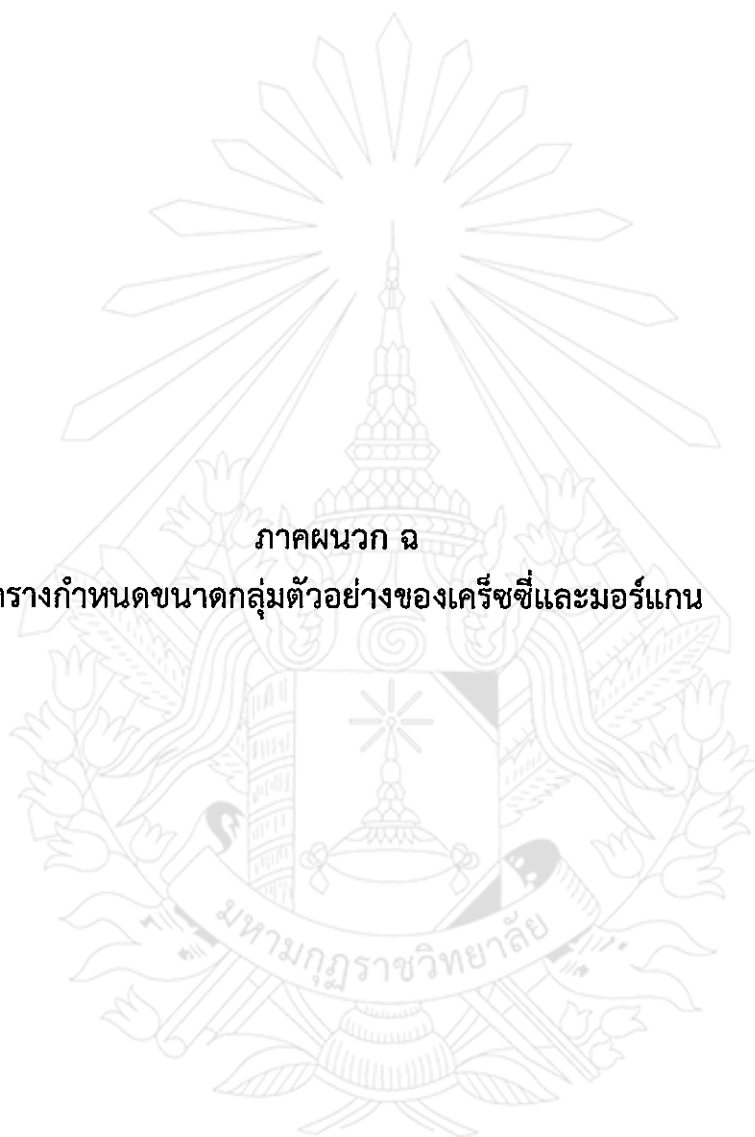 ภาคผนวก ฉ
ตารางกำหนดขนาดกลุ่มตัวอย่างของเคร็ซซี่และมอร์แกน
มหามกุฏราชวิทยาลัย